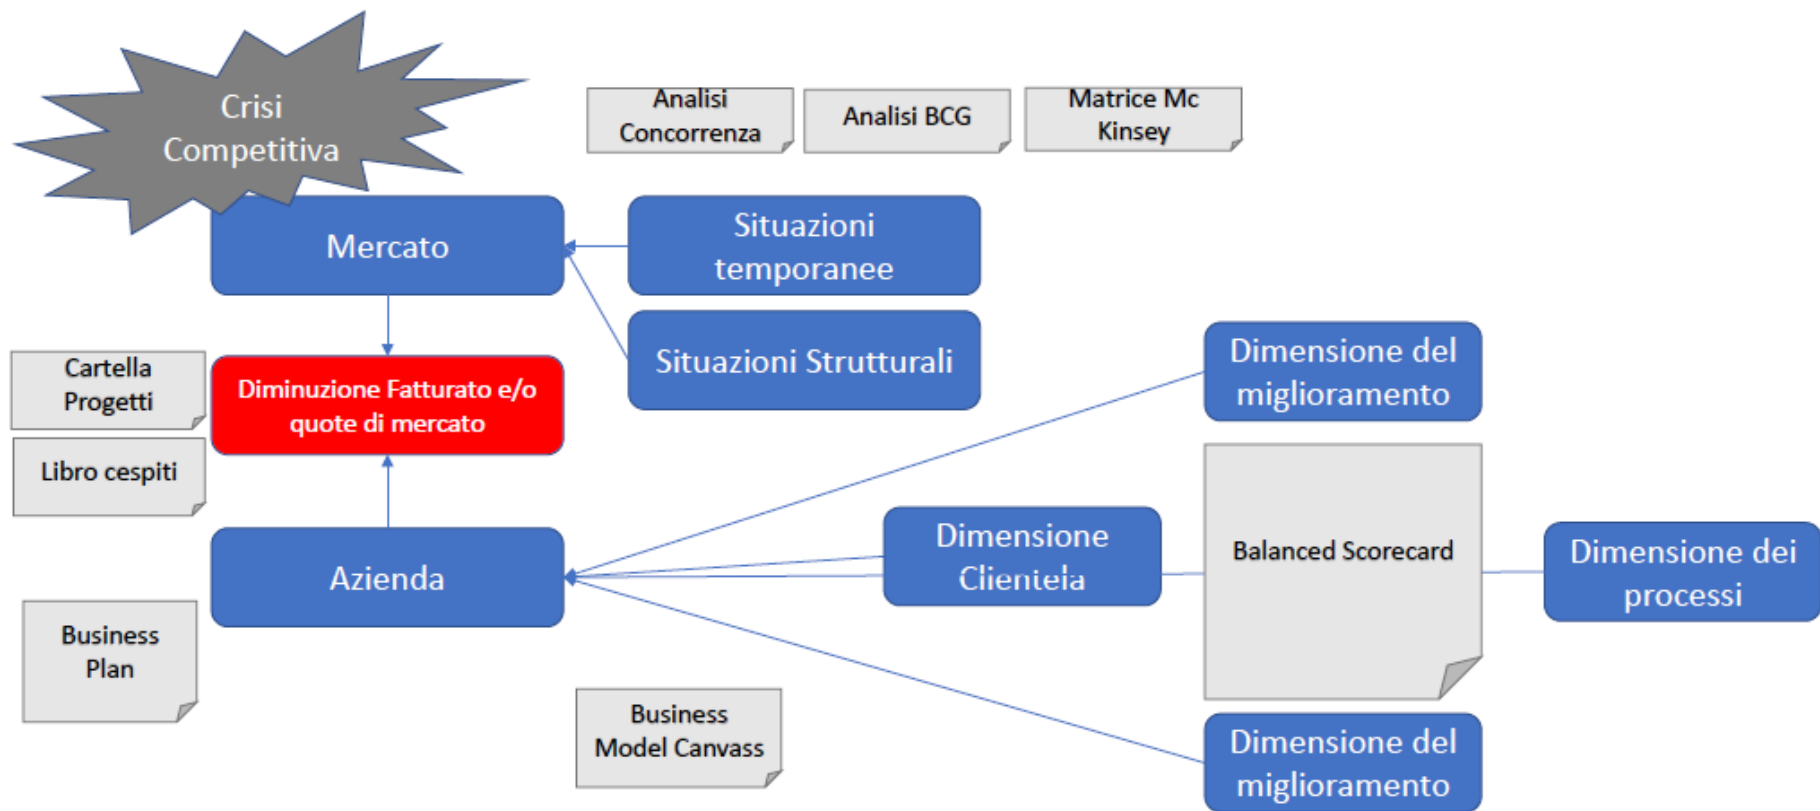 Crisi
Competitiva
Analisi
Concorrenza
Analisi BCG
Matrice Mc
Kinsey
Mercato
Situazioni
temporanee
Situazioni Strutturali
Cartella
Progetti
Diminuzione Fatturato e/o
quote di mercato
Libro cespiti
Dimensione del
miglioramento
Azienda
Dimensione
Clientela
Balanced Scorecard
Dimensione dei
processi
Business
Plan
Business
Model Canvass
Dimensione del
miglioramento